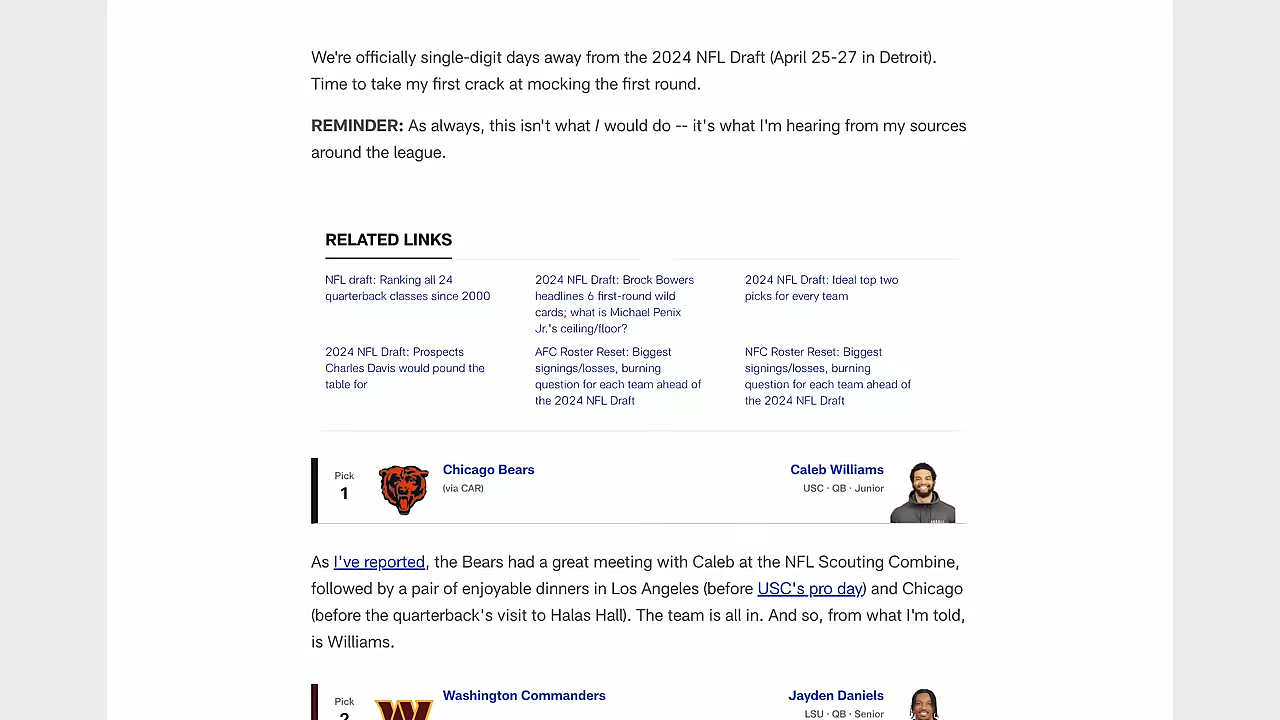 We're officially single-digit days away from the 2024 NFL Draft (April 25-27 in Detroit).
Time to take my first crack at mocking the first round.
REMINDER: As always, this isn't what I would do -- it's what I'm hearing from my sources
around the league.
RELATED LINKS
NFL draft: Ranking all 24
quarterback classes since 2000
2024 NFL Draft: Brock Bowers
headlines 6 first-round wild
cards; what is Michael Penix
Jr.'s ceiling/floor?
2024 NFL Draft: Ideal top two
picks for every team
2024 NFL Draft: Prospects
Charles Davis would pound the
table for
AFC Roster Reset: Biggest
signings/losses, burning
question for each team ahead of
the 2024 NFL Draft
NFC Roster Reset: Biggest
signings/losses, burning
question for each team ahead of
the 2024 NFL Draft
Pick
1
Chicago Bears
(via CAR)
Caleb Williams
USC · QB · Junior
As I've reported, the Bears had a great meeting with Caleb at the NFL Scouting Combine,
followed by a pair of enjoyable dinners in Los Angeles (before USC's pro day) and Chicago
(before the quarterback's visit to Halas Hall). The team is all in. And so, from what I'm told,
is Williams.
Pick
2
Washington Commanders
Jayden Daniels
LSU · QB · Senior